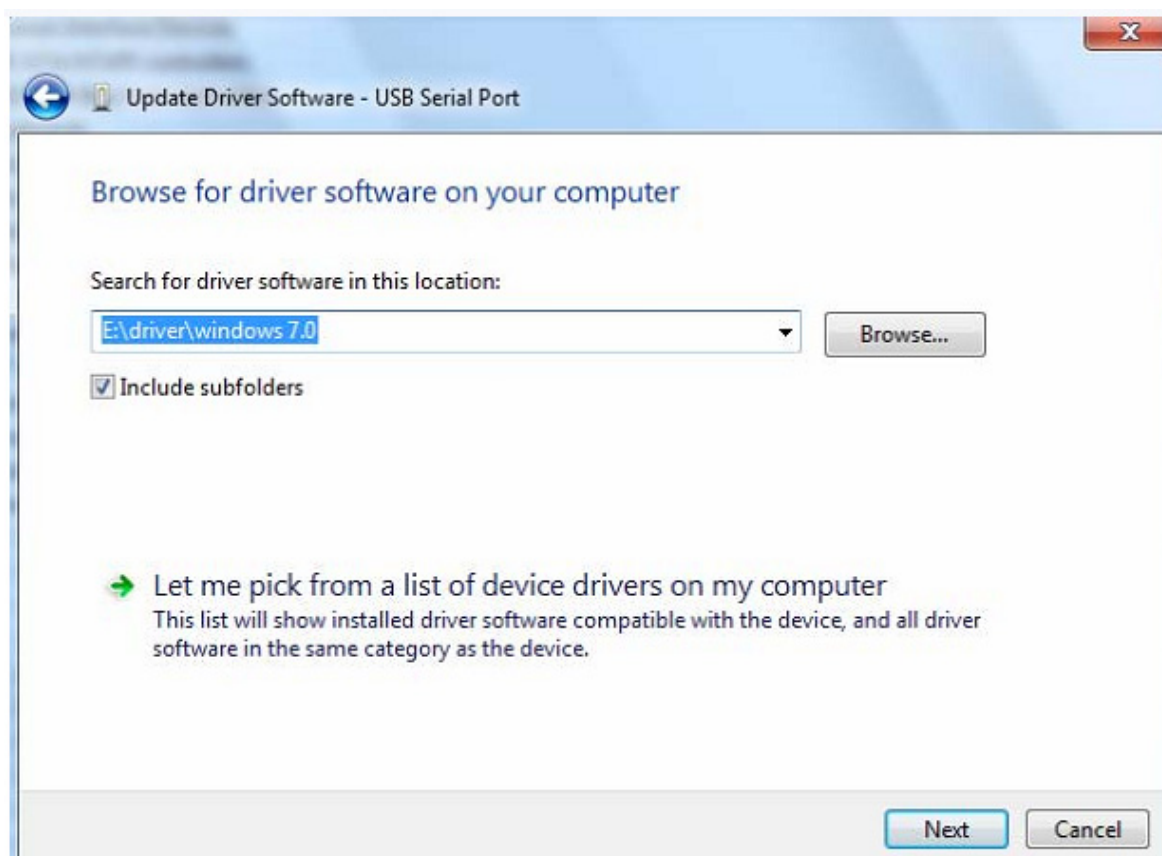 Update Driver Software - USB Serial Port
Browse for driver software on your computer
Search for driver software in this location:
E:\driver\windows 7.0
Browse...
Include subfolders
Let me pick from a list of device drivers on my computer
This list will show installed driver software compatible with the device, and all driver
software in the same category as the device.
Next
Cancel